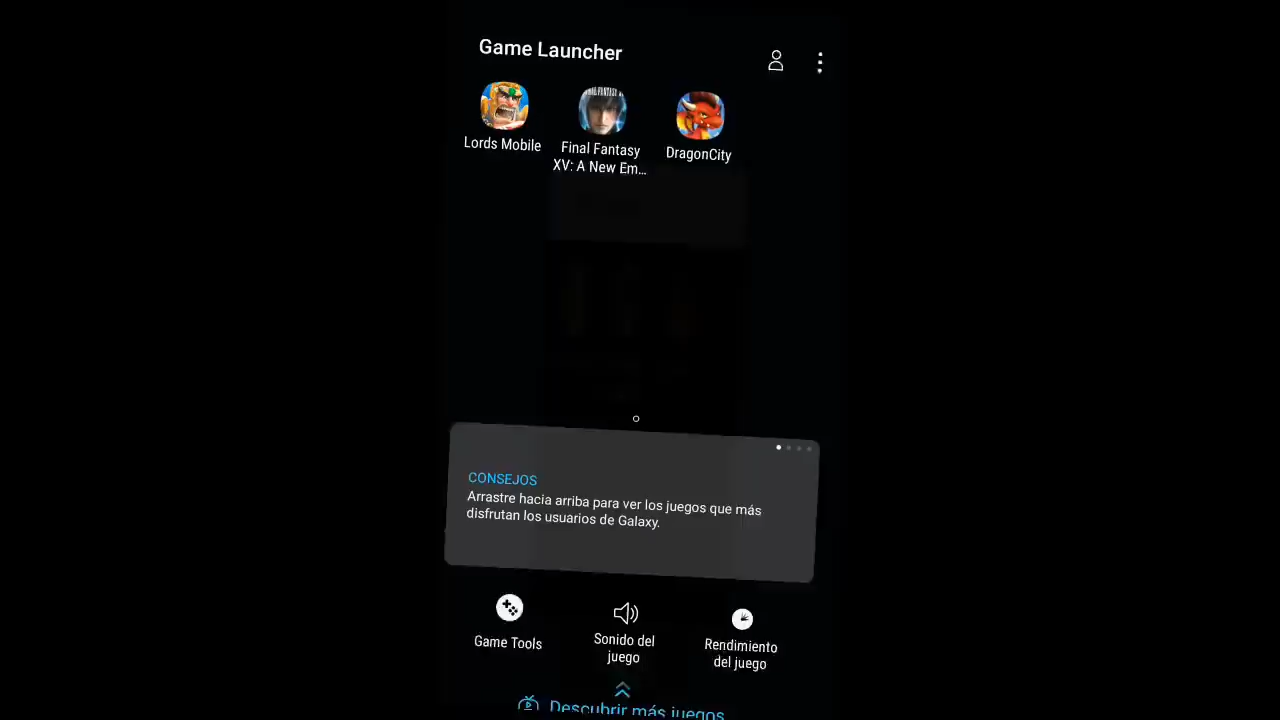 Game Launcher
Lords Mobile
Final Fantasy
XV: A New Em...
DragonCity
CONSEJOS
Arrastre hacia arriba para ver los juegos que más
disfrutan los usuarios de Galaxy.
Game Tools
Sonido del
juego
Rendimiento
del juego
Descubrir más juegos